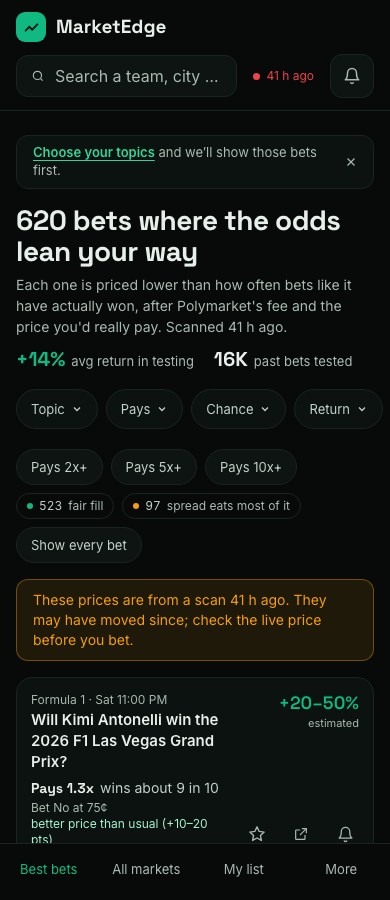 MarketEdge
Search a team, city ...
41 h ago
Choose your topics and we’ll show those bets
first.
620 bets where the odds
lean your way
Each one is priced lower than how often bets like it
have actually won, after Polymarket's fee and the
price you'd really pay. Scanned 41 h ago.
+14% avg return in testing 16K past bets tested
Topic Pays Chance Return
Pays 2x+ Pays 5x+ Pays 10x+
523 fair fill 97 spread eats most of it
Show every bet
These prices are from a scan 41 h ago. They
may have moved since; check the live price
before you bet.
Formula 1 · Sat 11:00 PM
+20–50%
estimated
Will Kimi Antonelli win the
2026 F1 Las Vegas Grand
Prix?
Pays 1.3x wins about 9 in 10
Bet No at 75¢
better price than usual (+10–20
pts)
Best bets All markets My list More